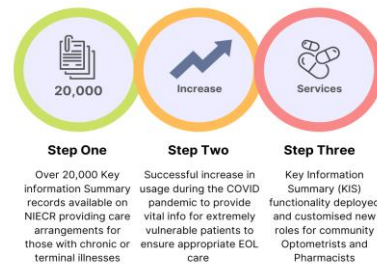 20,000
Increase
Services
Step One
Over 20,000 Key
information Summary
records available on
NIECR providing care
arrangements for
those with chronic or
terminal illnesses
Step Two
Successful increase in
usage during the COVID
pandemic to provide
vital info for extremely
vulnerable patients to
ensure appropriate EOL
care
Step Three
Key Information
Summary (KIS)
functionality deployed
and customised new
roles for community
Optometrists and
Pharmacists